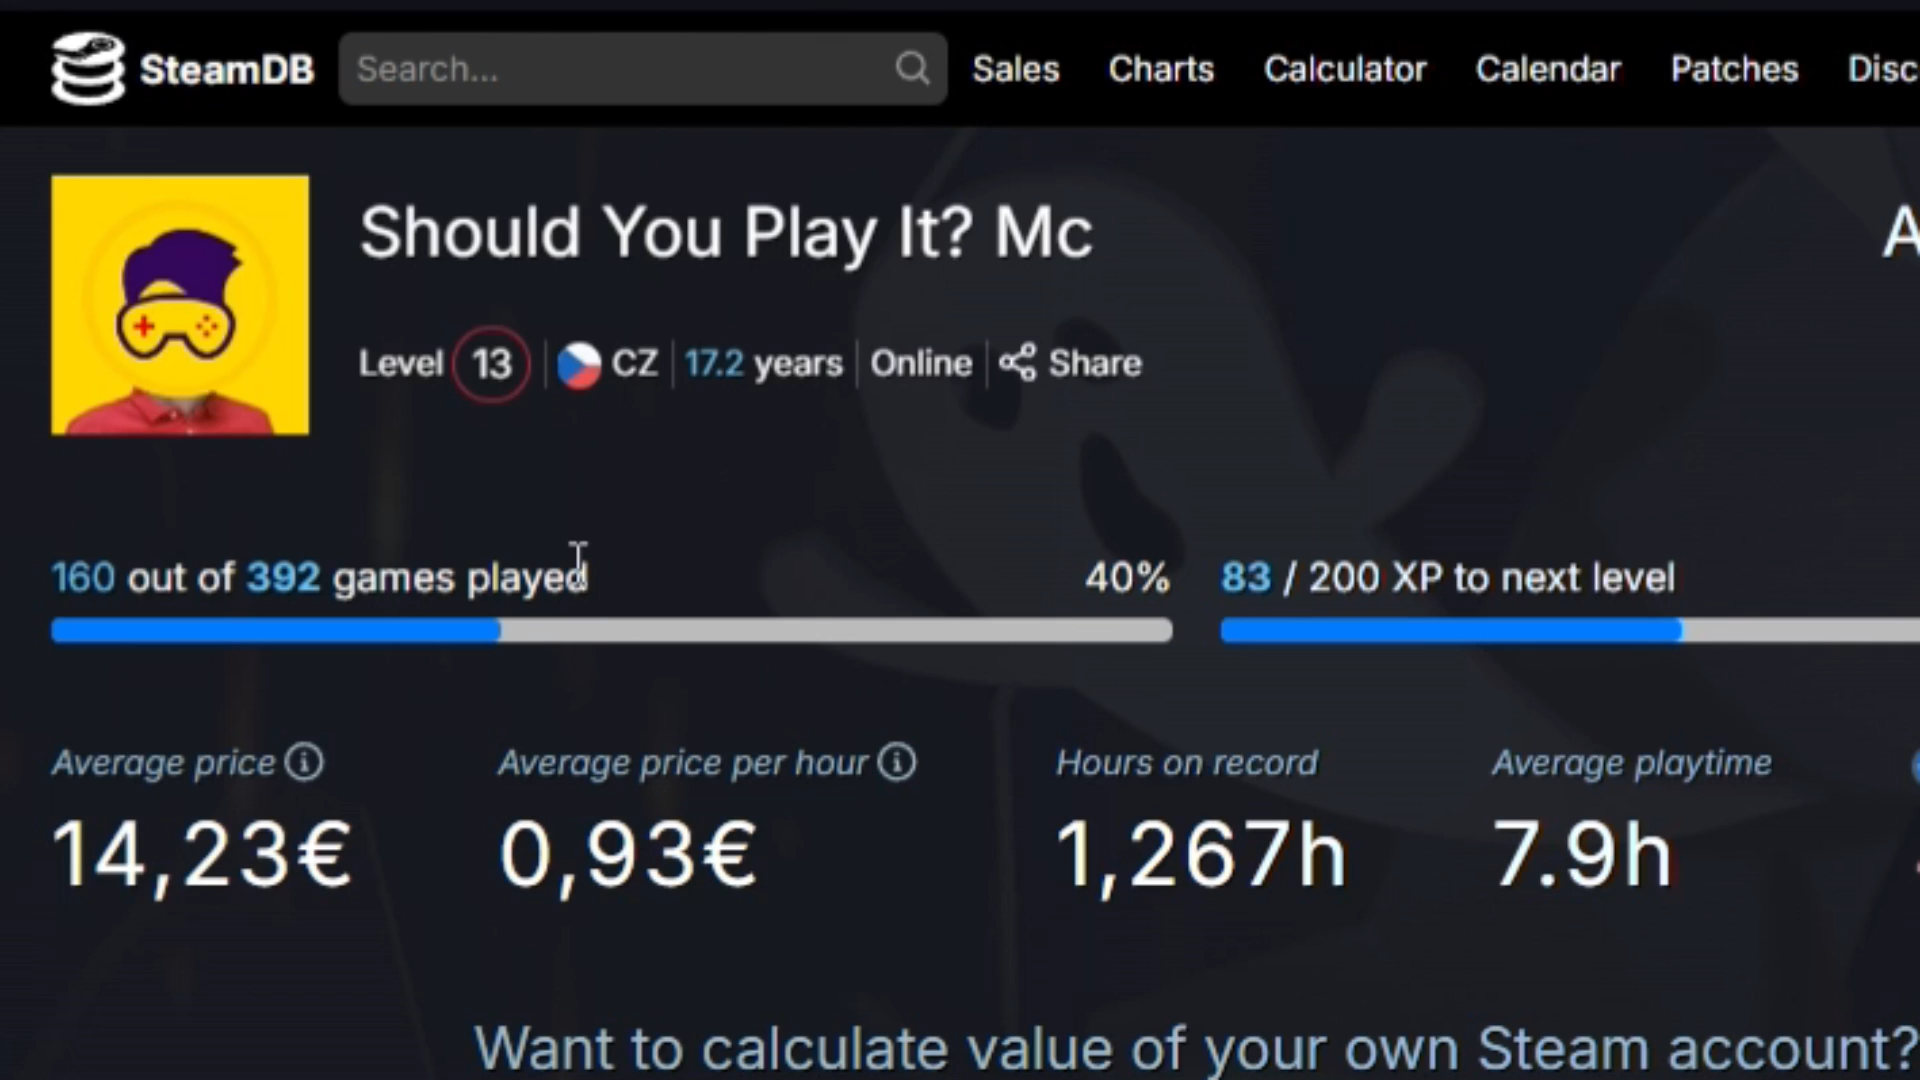 SteamDB Search... Sales Charts Calculator Calendar Patches Disc
Should You Play It? Mc A
Level 13 CZ 17.2 years Online Share
160 out of 392 games played 40% 83 / 200 XP to next level
Average price Average price per hour Hours on record Average playtime
14,23€ 0,93€ 1,267h 7.9h
Want to calculate value of your own Steam account?